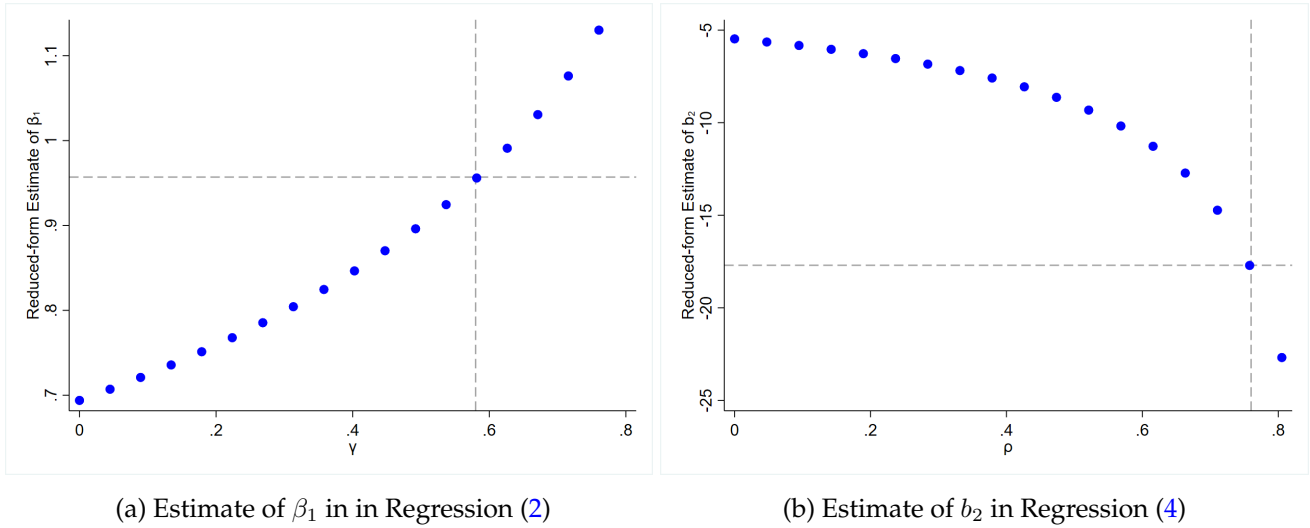 Reduced-form Estimate of β₁
1.1
1
.9
.8
.7
0 .2 .4 .6 .8
γ
Reduced-form Estimate of b₂
-5
-10
-15
-20
-25
0 .2 .4 .6 .8
ρ
(a) Estimate of β₁ in in Regression (2)
(b) Estimate of b₂ in Regression (4)